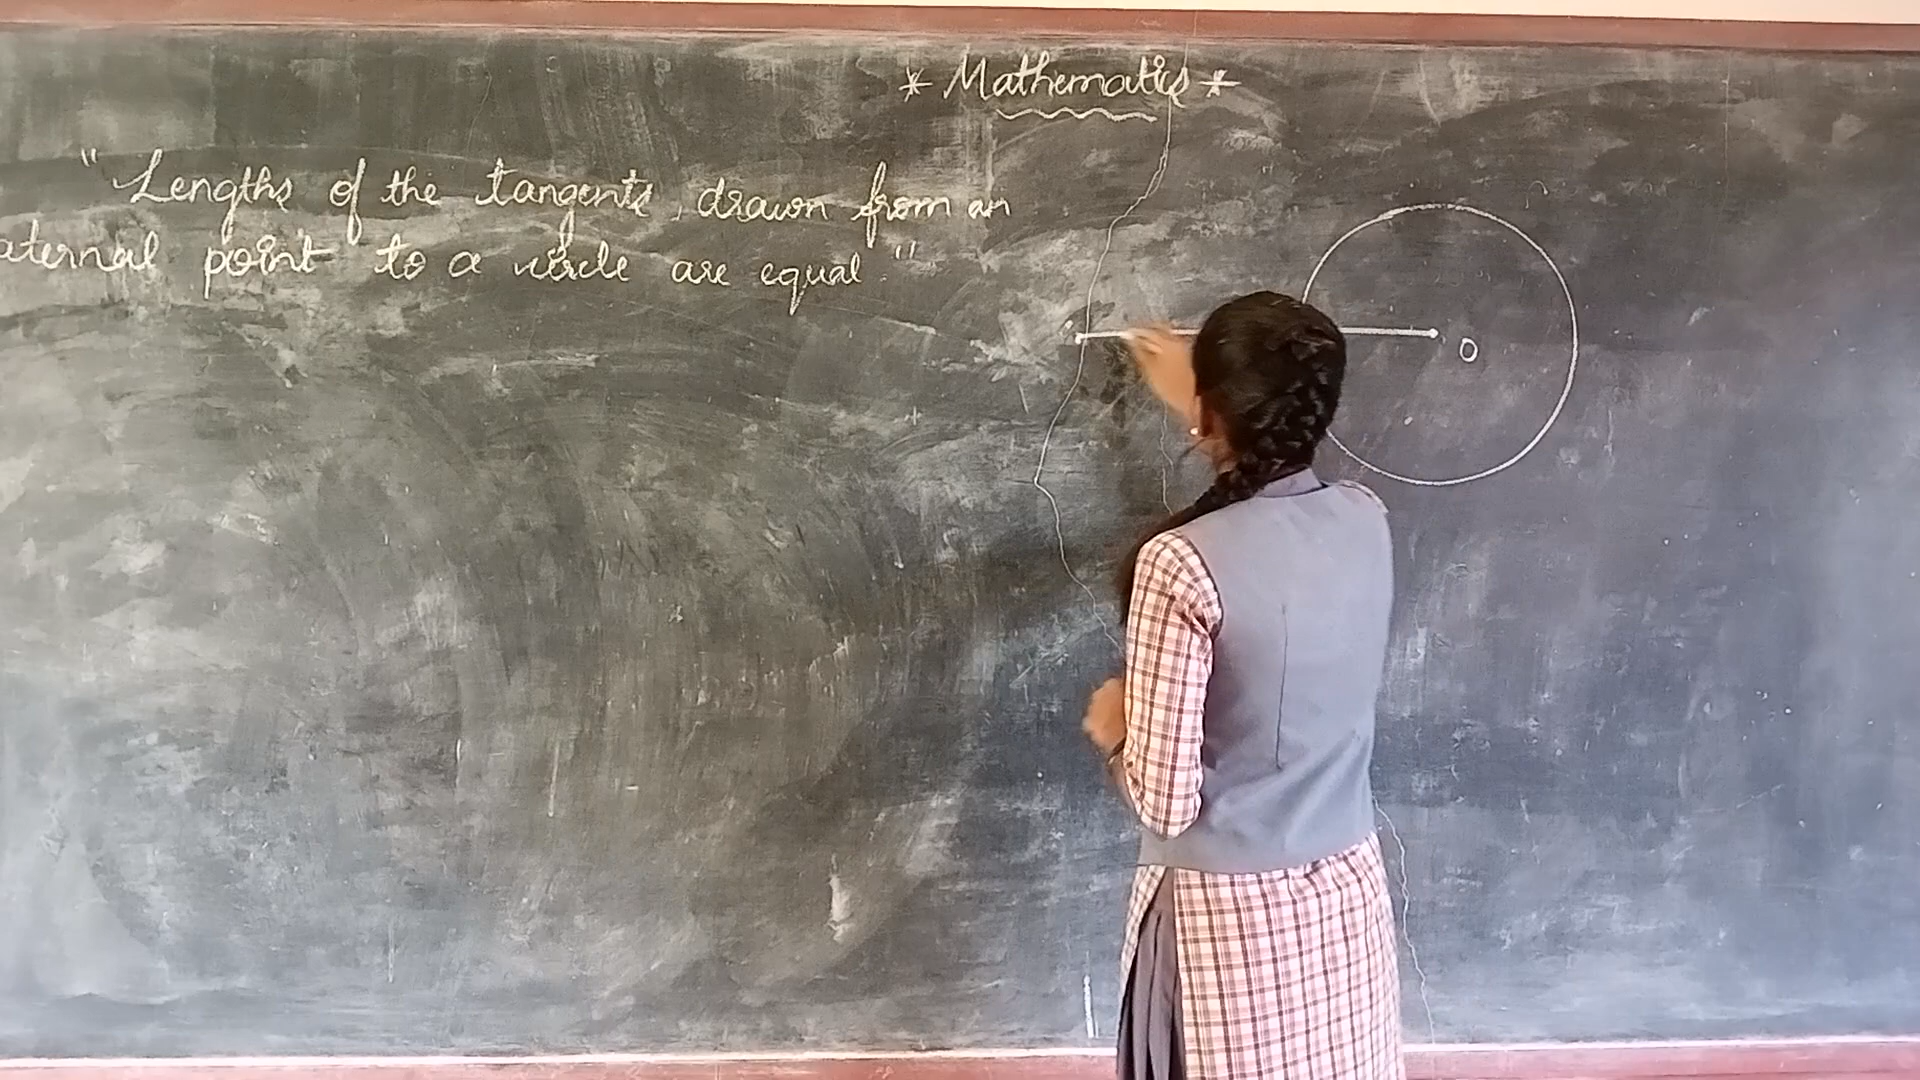 * Mathematics *
" Lengths of the tangents, drawn from an
external point to a circle are equal."
O